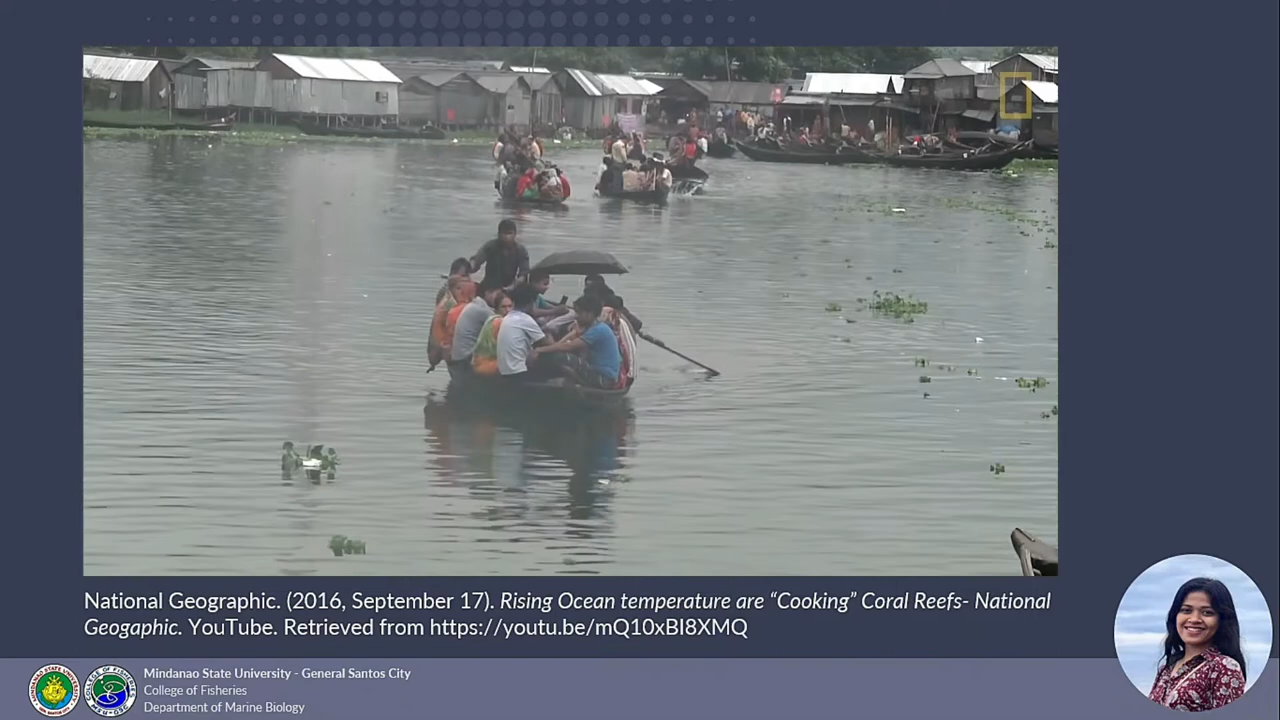 National Geographic. (2016, September 17). Rising Ocean temperature are “Cooking” Coral Reefs- National
Geogaphic. YouTube. Retrieved from https://youtu.be/mQ10xBI8XMQ
Mindanao State University - General Santos City
College of Fisheries
Department of Marine Biology